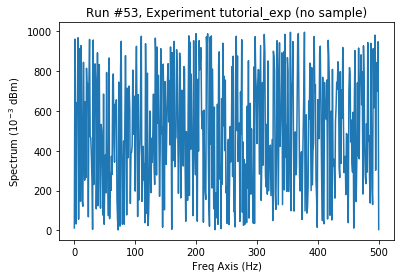 Run #53, Experiment tutorial_exp (no sample)
1000
800
600
400
200
0
Spectrum (10⁻³ dBm)
0 100 200 300 400 500
Freq Axis (Hz)